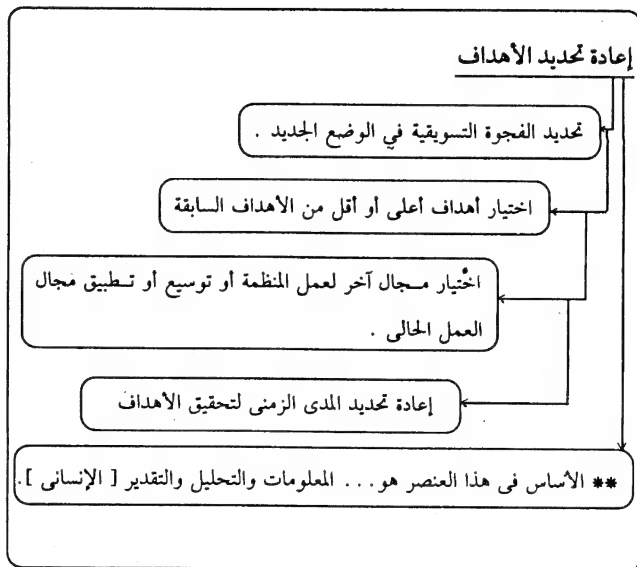 إعادة تحديد الأهداف
تحديد الفجوة التسويقية في الوضع الجديد .
اختيار أهداف أعلى أو أقل من الأهداف السابقة
اختيار مـجال آخر لعمل المنظمة أو توسيع أو تـطبيق مجال
العمل الحالى .
إعادة تحديد المدى الزمنى لتحقيق الأهداف
** الأساس فى هذا العنصر هو . . . المعلومات والتحليل والتقدير [ الإنسانى ] .